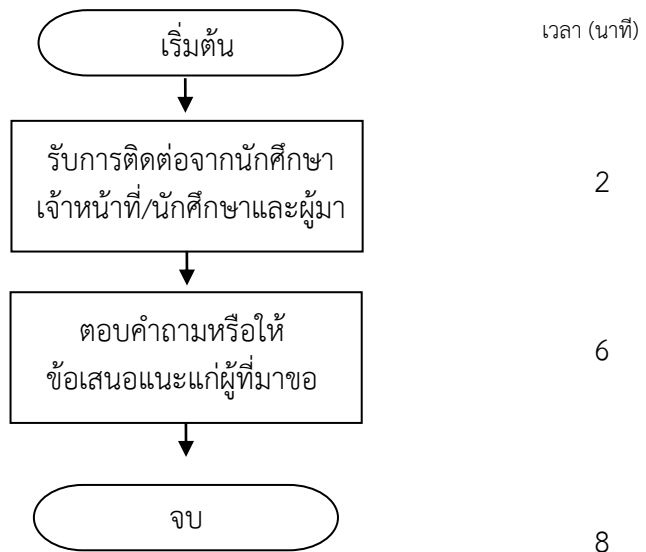 เริ่มต้น
เวลา (นาที)
รับการติดต่อจากนักศึกษา
เจ้าหน้าที่/นักศึกษาและผู้มา
2
ตอบคำถามหรือให้
ข้อเสนอแนะแก่ผู้ที่มาขอ
6
จบ
8